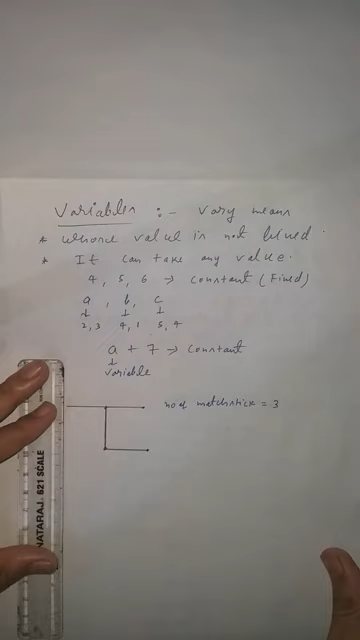 Variables :- vary means
* whose value is not fixed.
* It can take any value.
4, 5, 6 → constant (Fixed)
a, b, c
↓ ↓ ↓
2,3 4,1 5,4
a + 7 → constant
↓
variable
no of matchstick = 3
NATARAJ. 621 SCALE